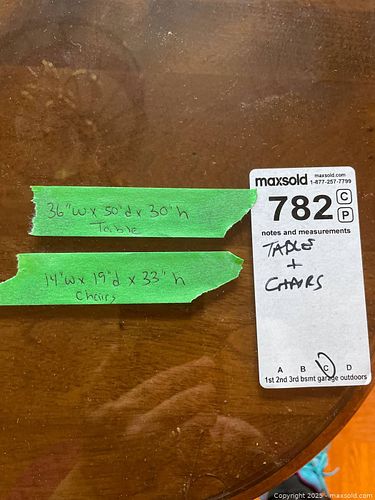 36"w x 50"d x 30"h
Table
14"w x 19"d x 33"h
Chairs
maxsold maxsold.com
1-877-257-7799
782 C
P
notes and measurements
TABLE
+
CHAIRS
A B C D
1st 2nd 3rd bsmt garage outdoors
Copyright 2025 - maxsold.com